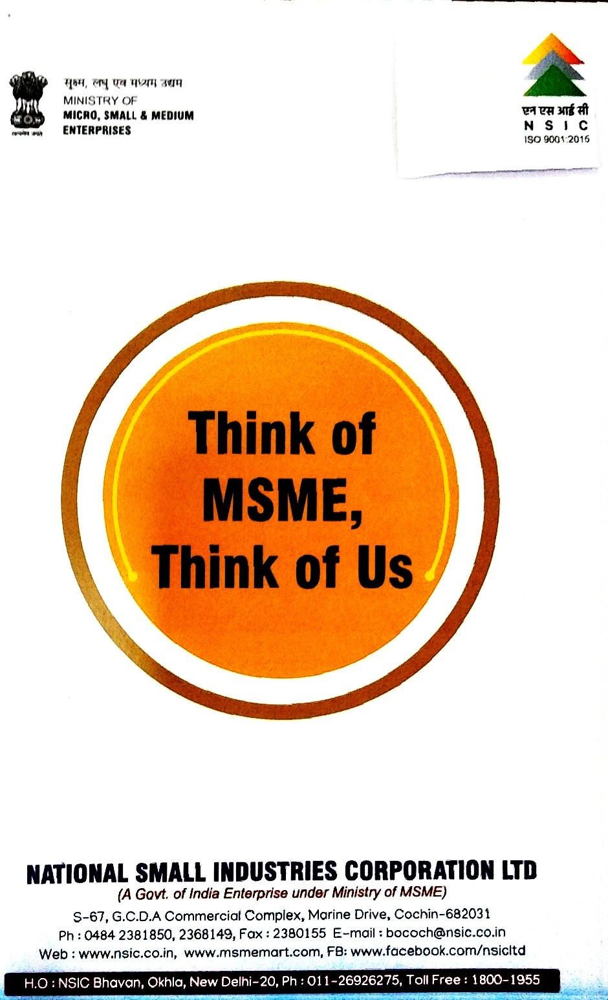 सूक्ष्म, लघु एवं मध्यम उद्यम
MINISTRY OF
MICRO, SMALL & MEDIUM
ENTERPRISES
एन एस आई सी
N S I C
ISO 9001:2015
Think of
MSME,
Think of Us
NATIONAL SMALL INDUSTRIES CORPORATION LTD
(A Govt. of India Enterprise under Ministry of MSME)
S-67, G.C.D.A Commercial Complex, Marine Drive, Cochin-682031
Ph : 0484 2381850, 2368149, Fax : 2380155 E-mail : bococh@nsic.co.in
Web : www.nsic.co.in, www.msmemart.com, FB: www.facebook.com/nsicltd
H.O : NSIC Bhavan, Okhla, New Delhi-20, Ph : 011-26926275, Toll Free : 1800-1955